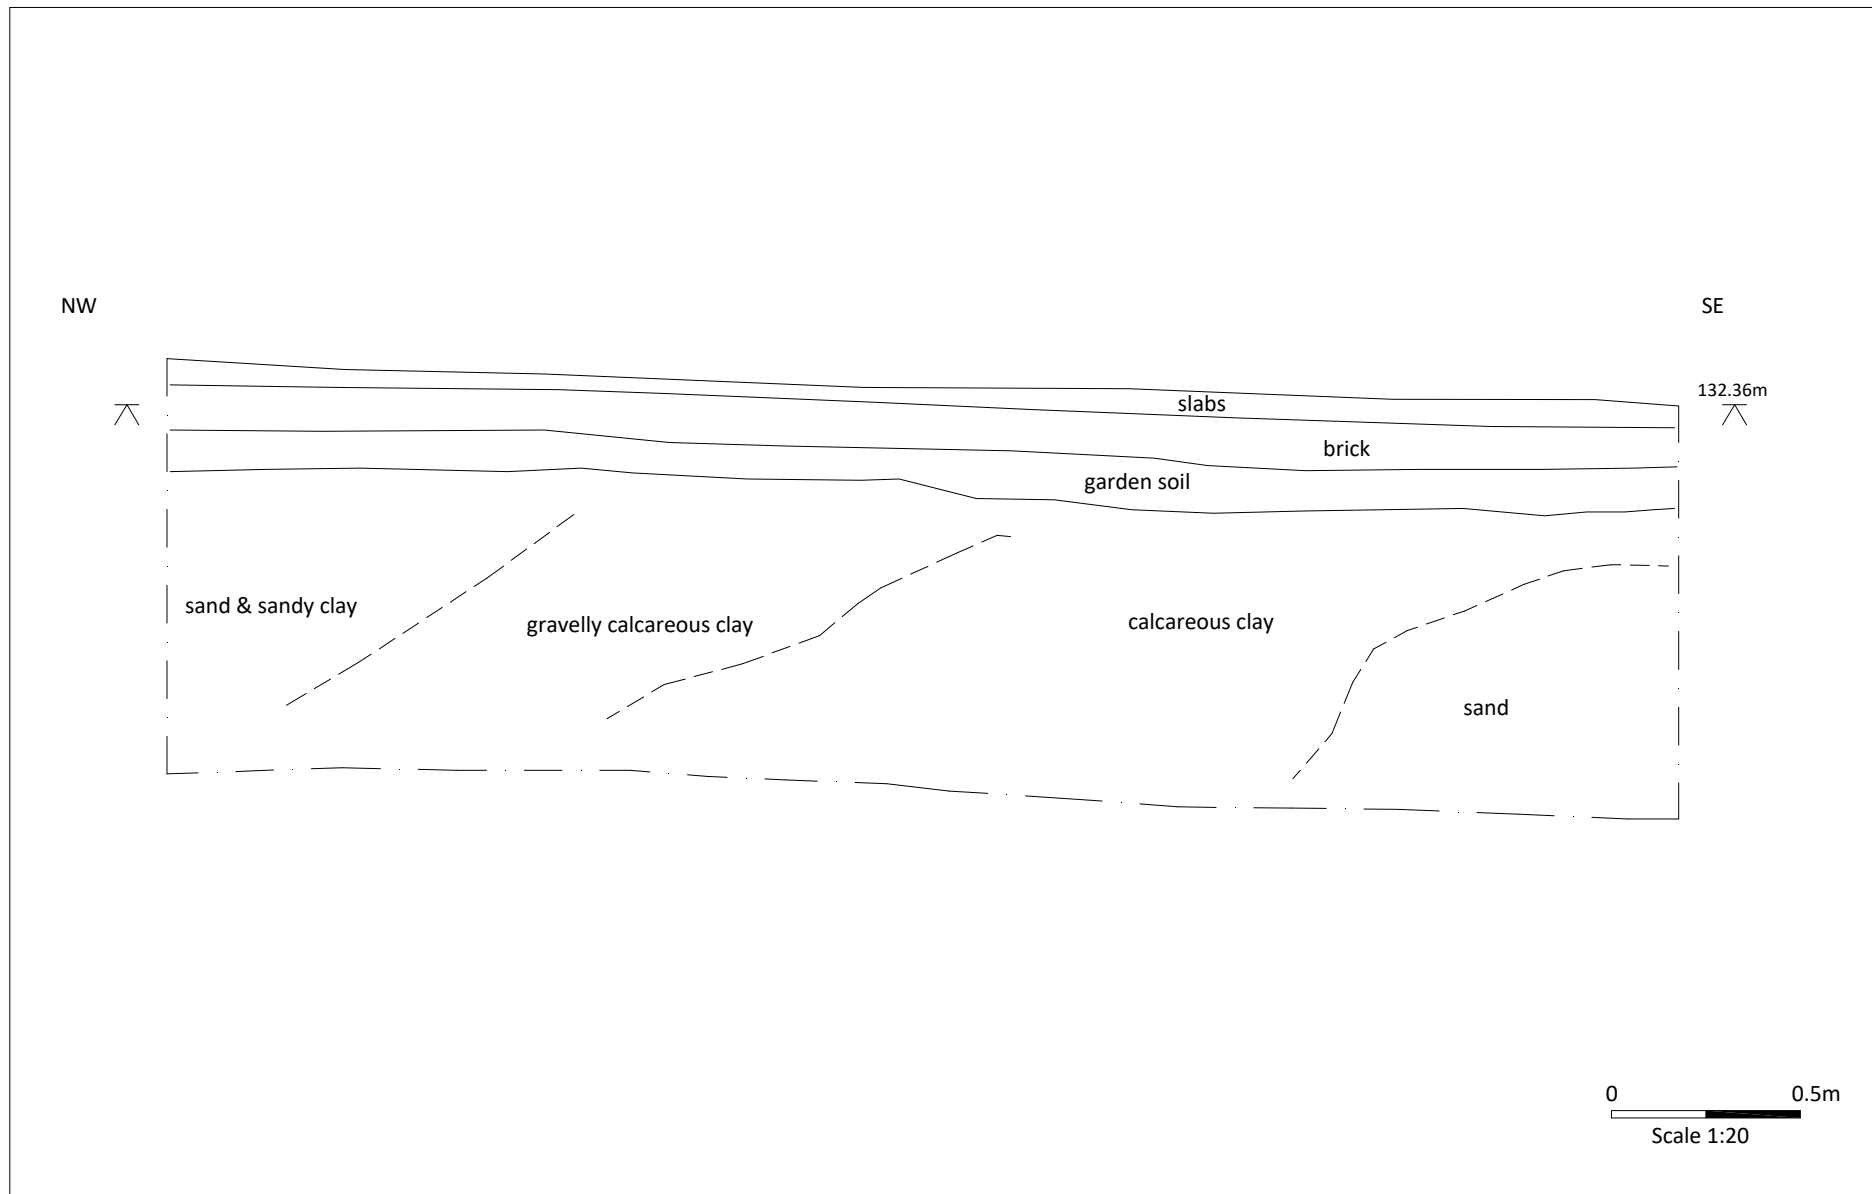 NW
SE
132.36m
slabs
brick
garden soil
sand & sandy clay
gravelly calcareous clay
calcareous clay
sand
0 0.5m
Scale 1:20